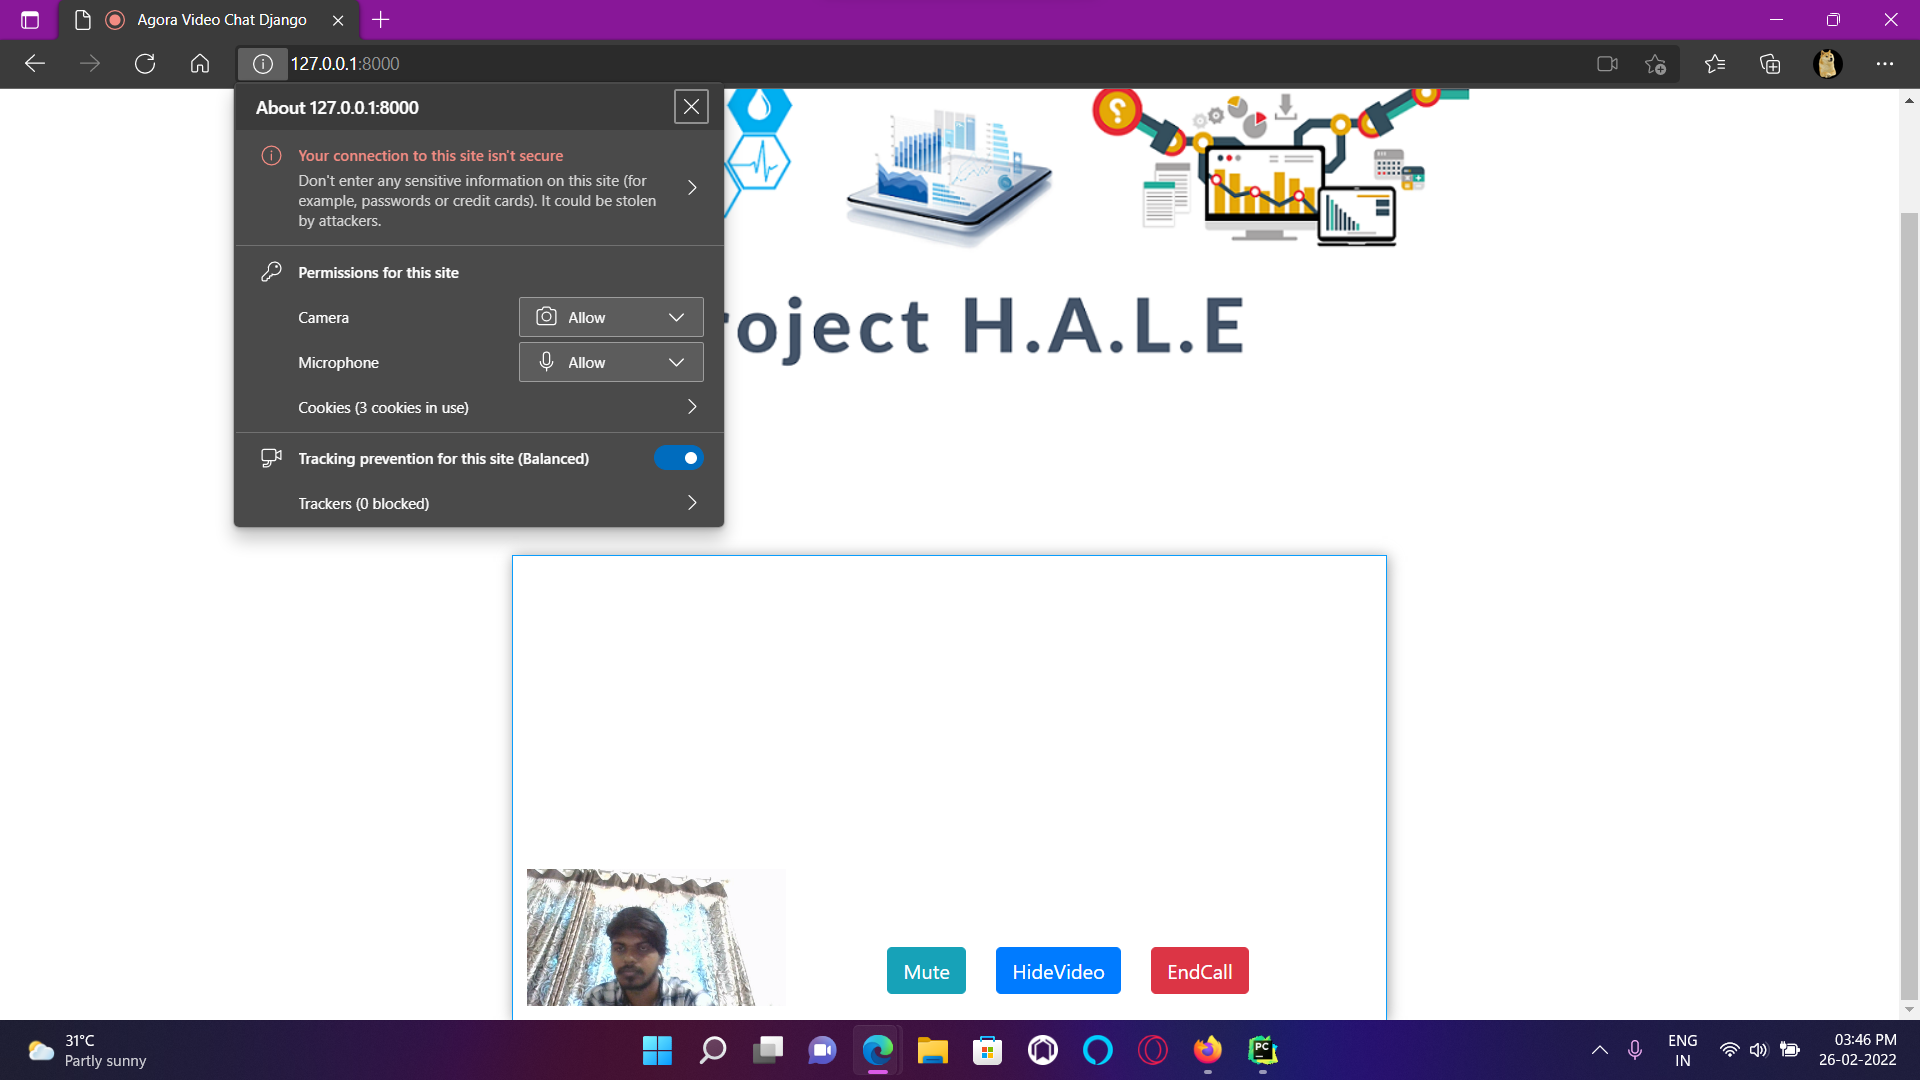 Agora Video Chat Django
127.0.0.1:8000
About 127.0.0.1:8000
Your connection to this site isn't secure
Don't enter any sensitive information on this site (for
example, passwords or credit cards). It could be stolen
by attackers.
Permissions for this site
Camera
Allow
Microphone
Allow
Cookies (3 cookies in use)
Tracking prevention for this site (Balanced)
Trackers (0 blocked)
roject H.A.L.E
Mute
HideVideo
EndCall
31°C
Partly sunny
PC
ENG
IN
03:46 PM
26-02-2022